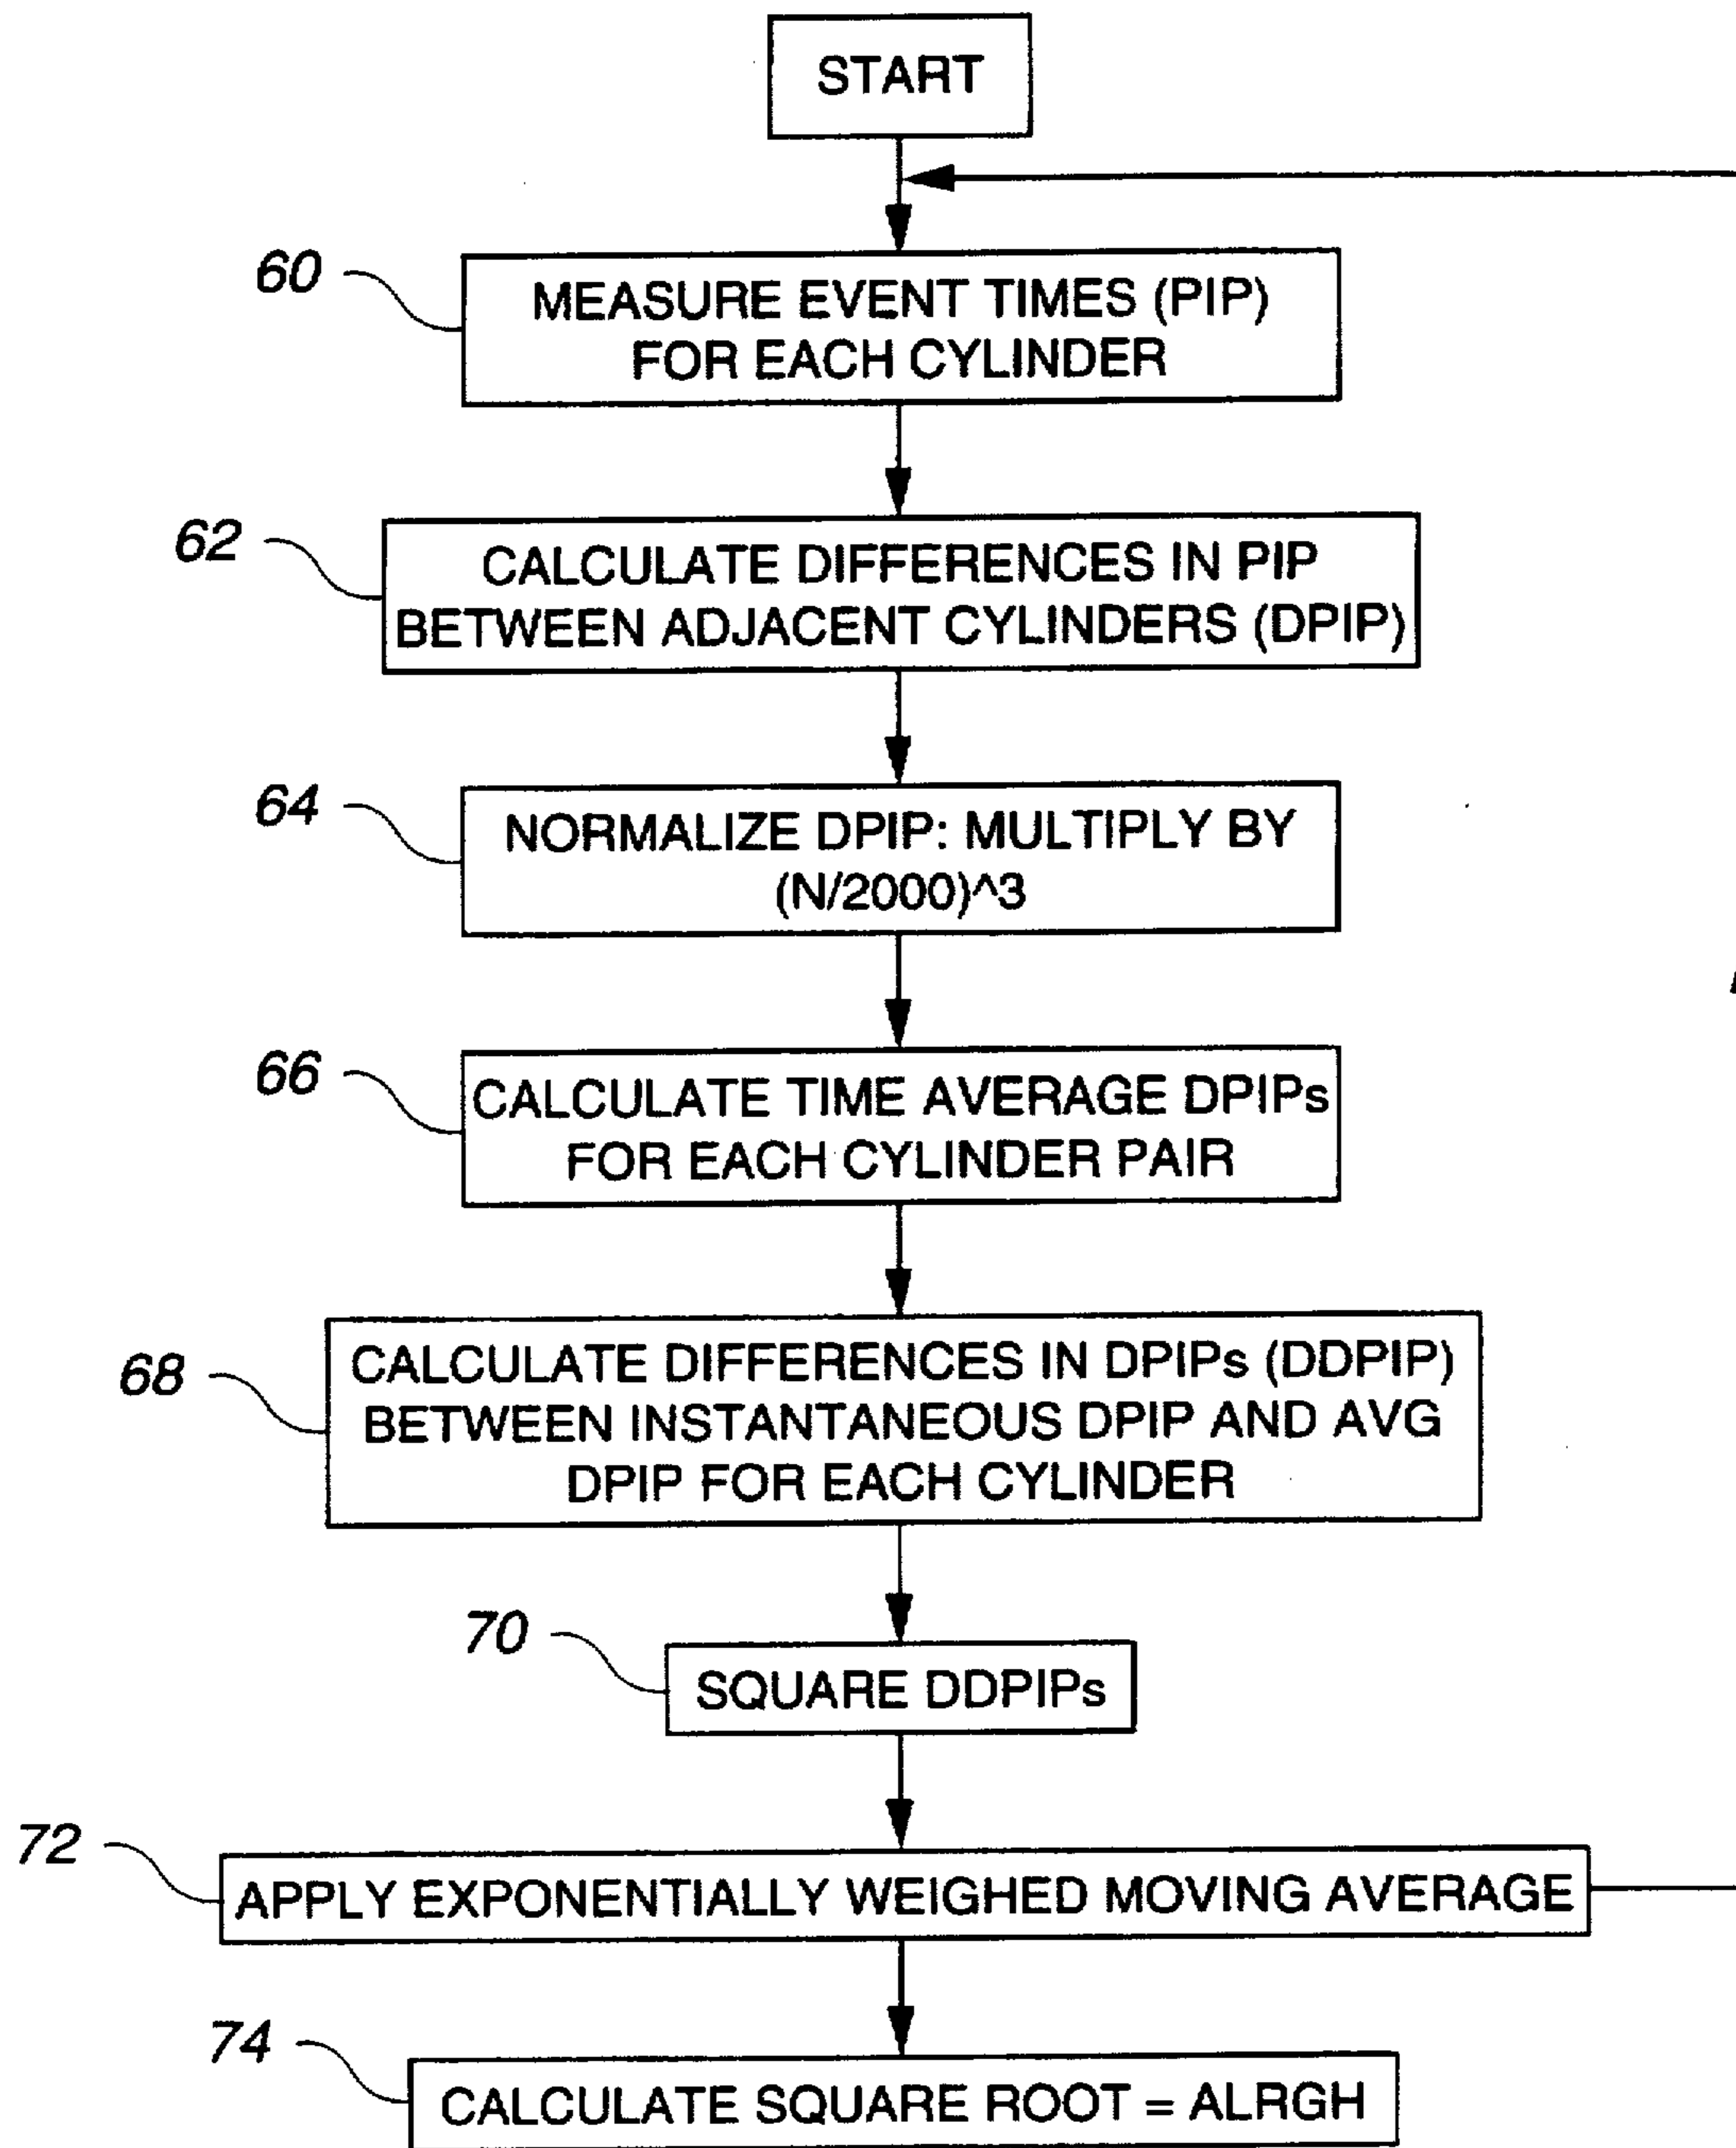 START
60
MEASURE EVENT TIMES (PIP)
FOR EACH CYLINDER
62
CALCULATE DIFFERENCES IN PIP
BETWEEN ADJACENT CYLINDERS (DPIP)
64
NORMALIZE DPIP: MULTIPLY BY
(N/2000)^3
66
CALCULATE TIME AVERAGE DPIPs
FOR EACH CYLINDER PAIR
68
CALCULATE DIFFERENCES IN DPIPs (DDPIP)
BETWEEN INSTANTANEOUS DPIP AND AVG
DPIP FOR EACH CYLINDER
70
SQUARE DDPIPs
72
APPLY EXPONENTIALLY WEIGHED MOVING AVERAGE
74
CALCULATE SQUARE ROOT = ALRGH